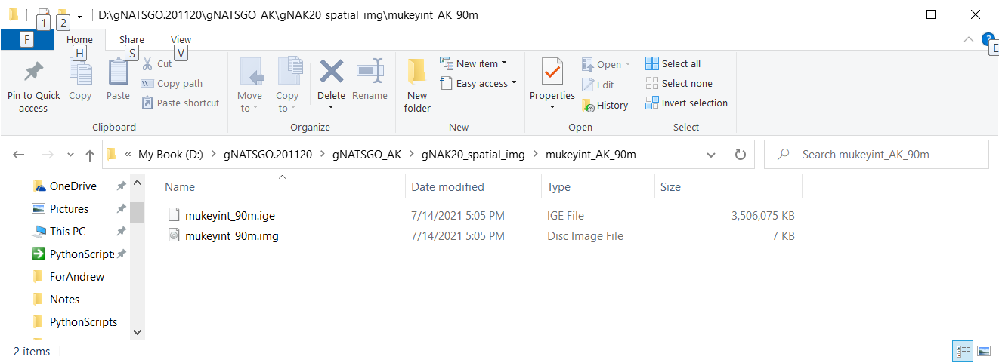 D:\gNATSGO.201120\gNATSGO_AK\gNAK20_spatial_img\mukeyint_AK_90m
1 2
F Home Share View ?
H S V E
Pin to Quick access
Copy
Paste
Cut
Copy path
Paste shortcut
Clipboard
Move to
Copy to
Delete
Rename
Organize
New folder
New item
Easy access
New
Properties
Open
Edit
History
Open
Select all
Select none
Invert selection
Select
« My Book (D:) > gNATSGO.201120 > gNATSGO_AK > gNAK20_spatial_img > mukeyint_AK_90m
Search mukeyint_AK_90m
OneDrive
Pictures
This PC
PythonScripts
ForAndrew
Notes
PythonScripts
Name Date modified Type Size
mukeyint_90m.ige 7/14/2021 5:05 PM IGE File 3,506,075 KB
mukeyint_90m.img 7/14/2021 5:05 PM Disc Image File 7 KB
2 items